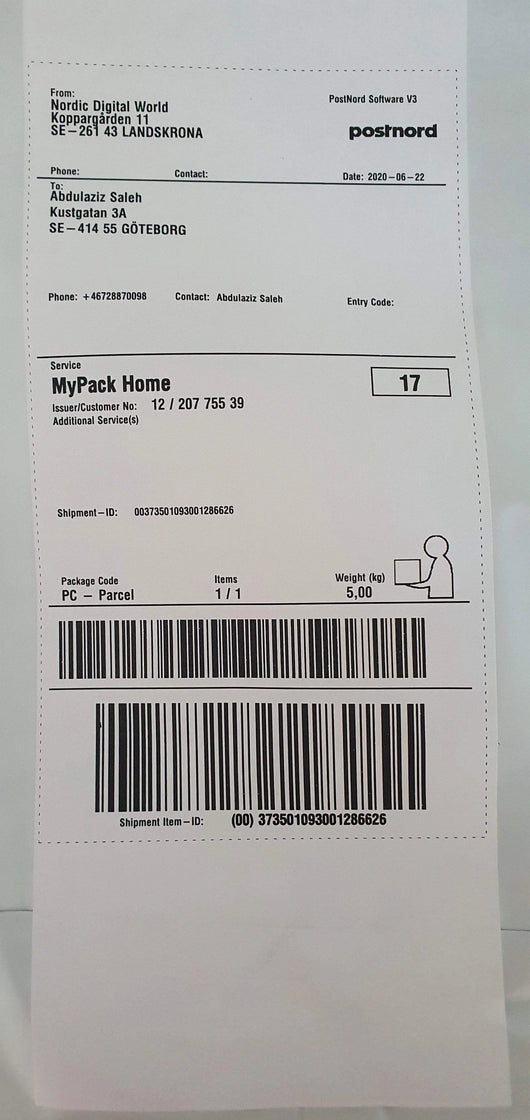 From:
Nordic Digital World
Koppargården 11
SE-261 43 LANDSKRONA
PostNord Software V3
postnord
Phone: Contact: Date: 2020-06-22
To:
Abdulaziz Saleh
Kustgatan 3A
SE-414 55 GÖTEBORG
Phone: +46728870098 Contact: Abdulaziz Saleh Entry Code:
Service
MyPack Home
17
Issuer/Customer No: 12 / 207 755 39
Additional Service(s)
Shipment-ID: 00373501093001286626
Package Code Items Weight (kg)
PC - Parcel 1 / 1 5,00
Shipment Item-ID: (00) 373501093001286626